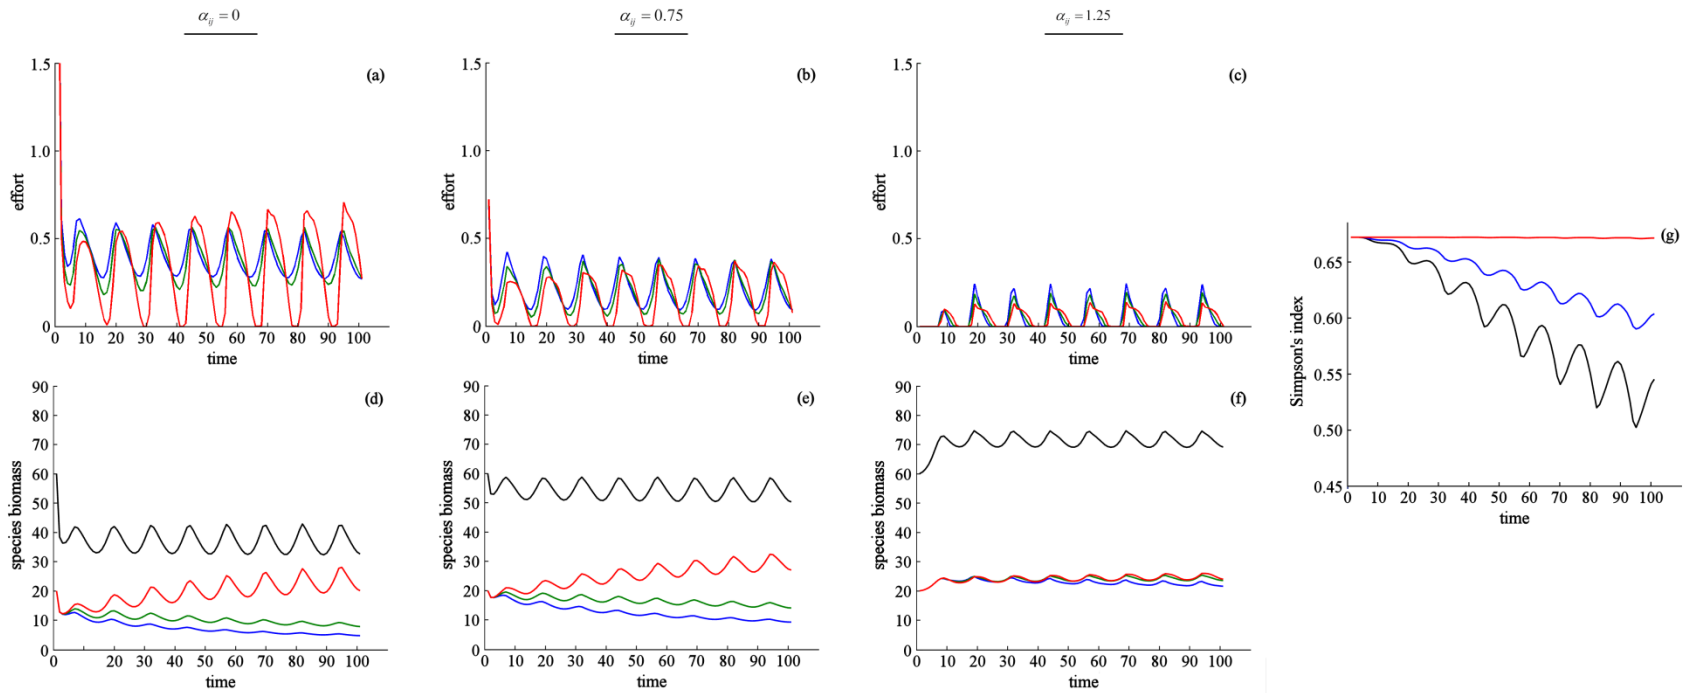 α_ij = 0
α_ij = 0.75
α_ij = 1.25
(a)
1.5
1.0
0.5
0
effort
0 10 20 30 40 50 60 70 80 90 100
time
(b)
1.5
1.0
0.5
0
effort
0 10 20 30 40 50 60 70 80 90 100
time
(c)
1.5
1.0
0.5
0
effort
0 10 20 30 40 50 60 70 80 90 100
time
(d)
90
80
70
60
50
40
30
20
10
0
species biomass
0 10 20 30 40 50 60 70 80 90 100
time
(e)
90
80
70
60
50
40
30
20
10
0
species biomass
0 10 20 30 40 50 60 70 80 90 100
time
(f)
90
80
70
60
50
40
30
20
10
0
species biomass
0 10 20 30 40 50 60 70 80 90 100
time
(g)
0.65
0.60
0.55
0.50
0.45
Simpson's index
0 10 20 30 40 50 60 70 80 90 100
time